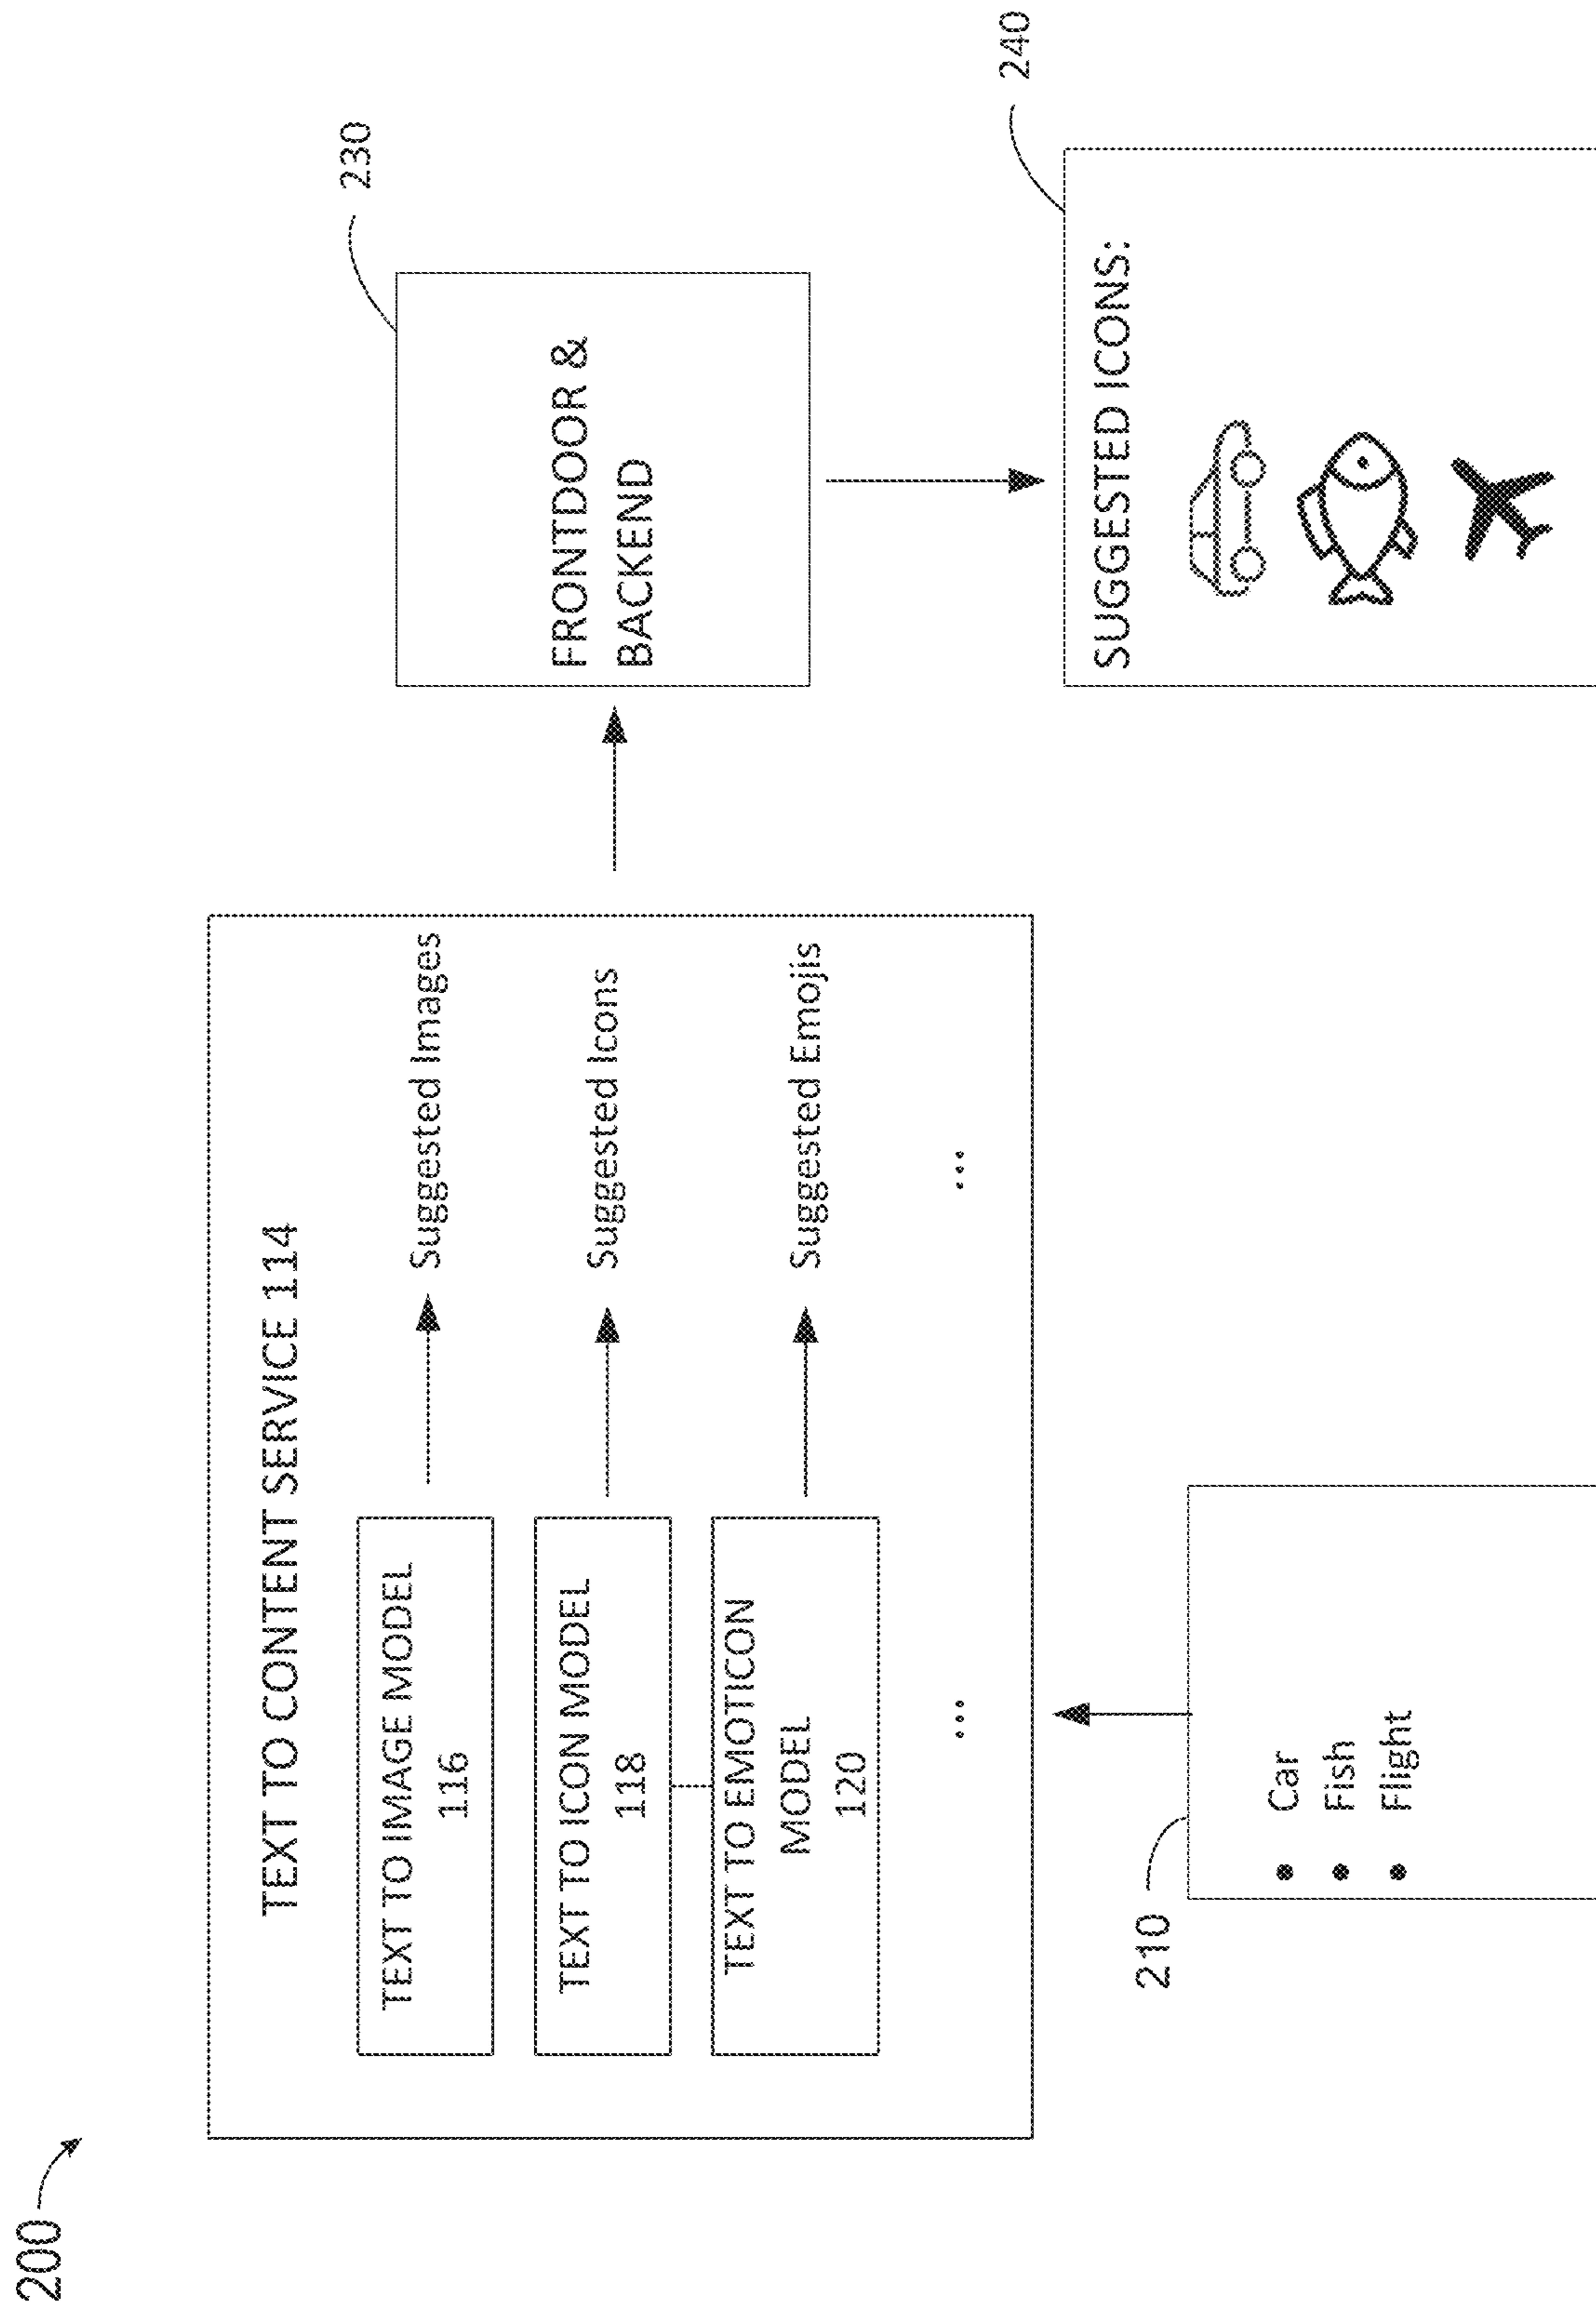 200
TEXT TO CONTENT SERVICE 114
TEXT TO IMAGE MODEL
116
Suggested Images
TEXT TO ICON MODEL
118
Suggested Icons
TEXT TO EMOTICON
MODEL
120
Suggested Emojis
...
...
230
FRONTDOOR &
BACKEND
210
• Car
• Fish
• Flight
240
SUGGESTED ICONS: